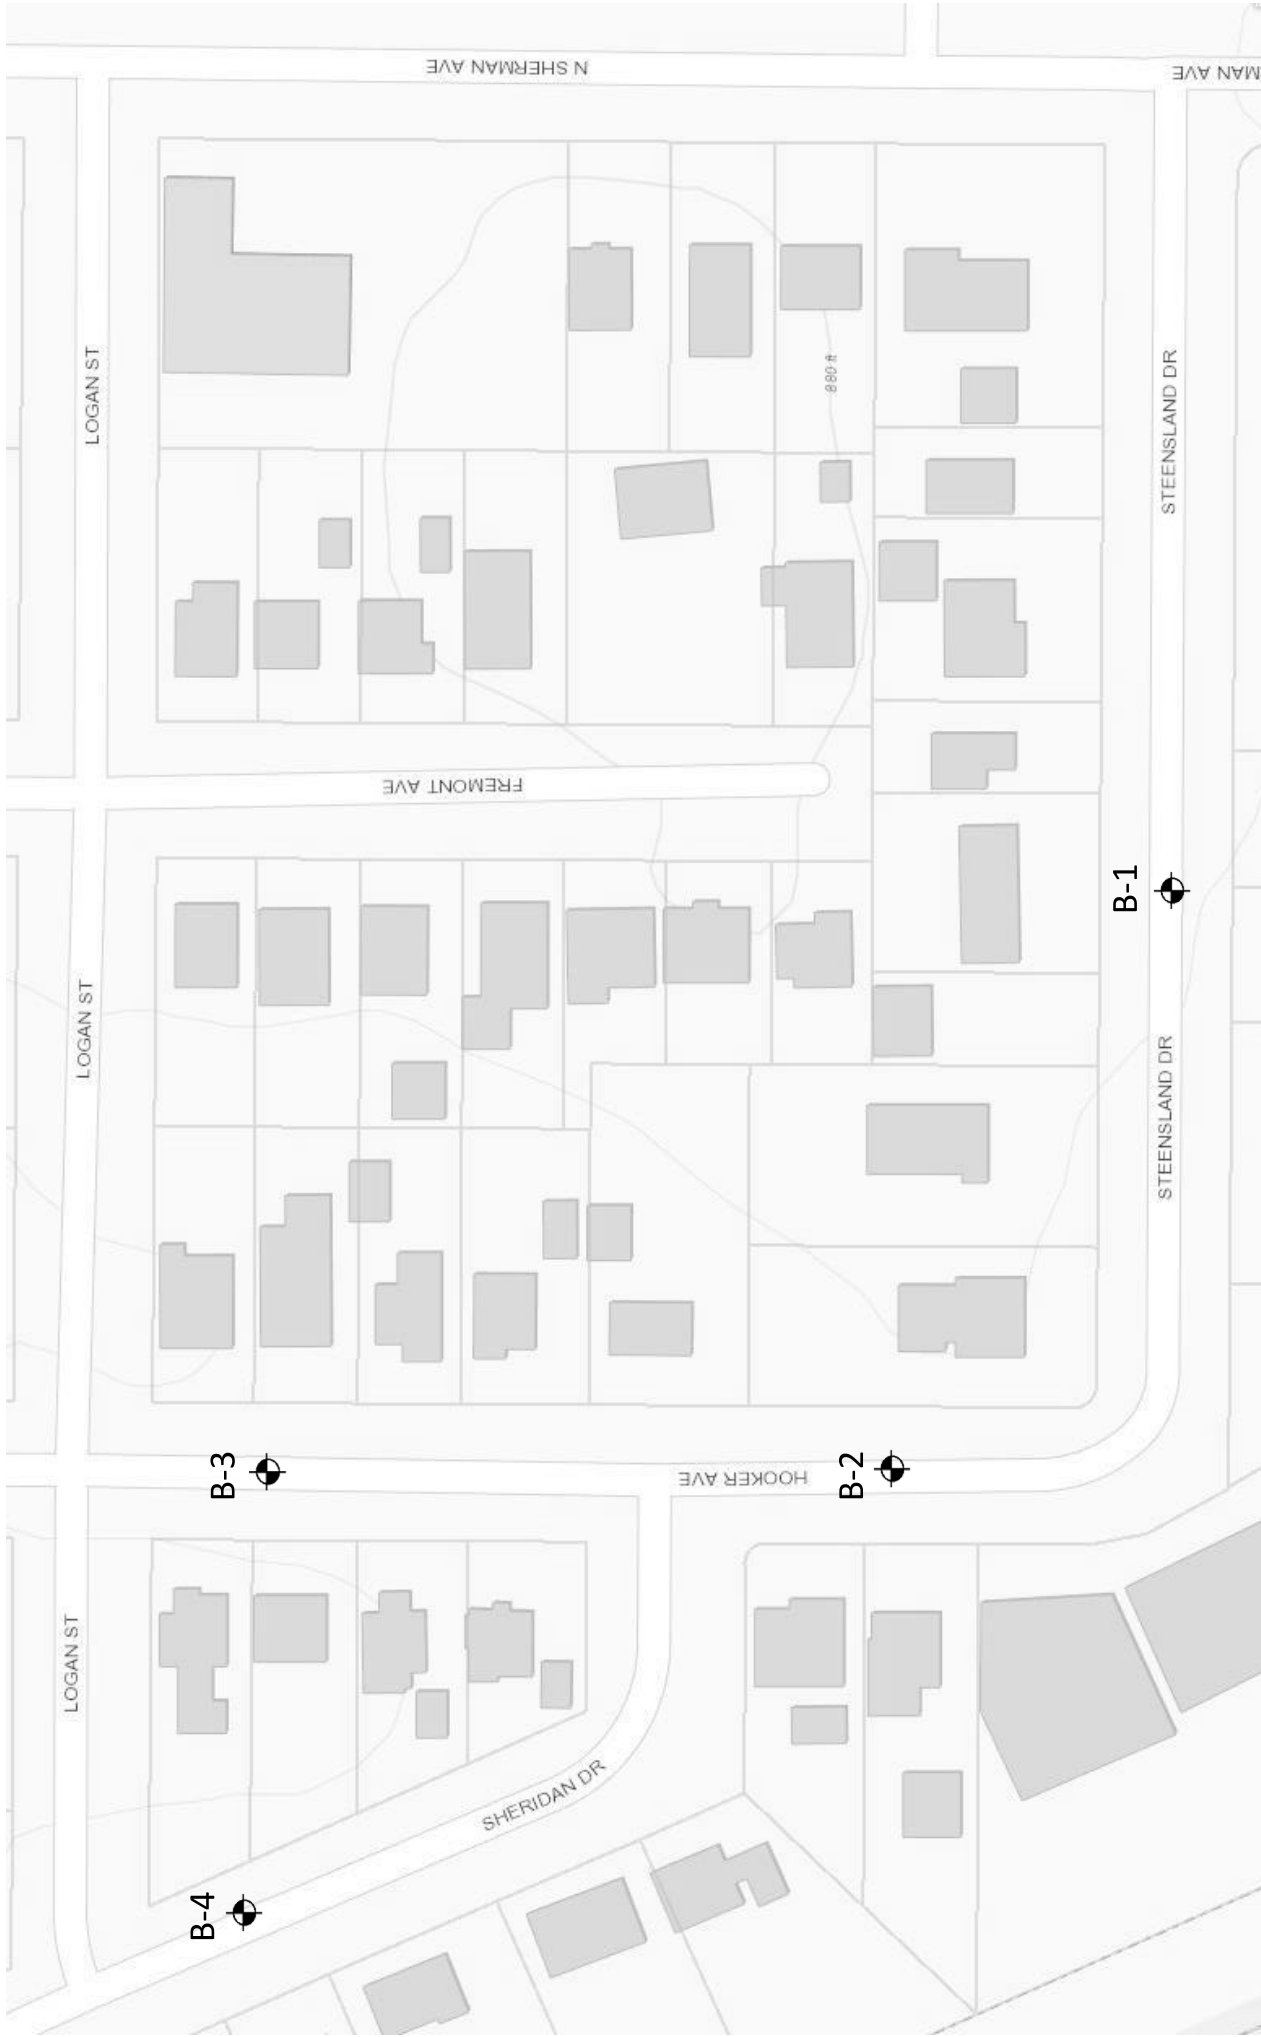 N SHERMAN AVE
MAN AVE
LOGAN ST
STEENSLAND DR
880 ft
FREMONT AVE
B-1
LOGAN ST
STEENSLAND DR
B-3
B-2
HOOKER AVE
LOGAN ST
SHERIDAN DR
B-4